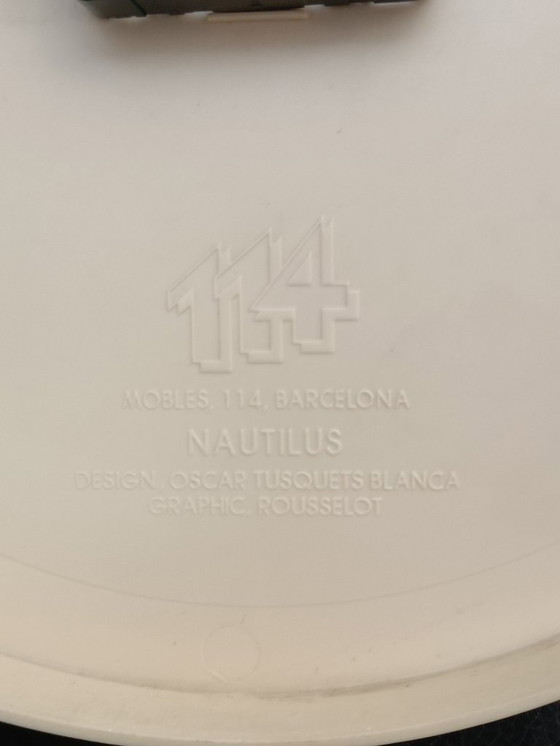 114
MOBLES, 114, BARCELONA
NAUTILUS
DESIGN. OSCAR TUSQUETS BLANCA
GRAPHIC. ROUSSELOT